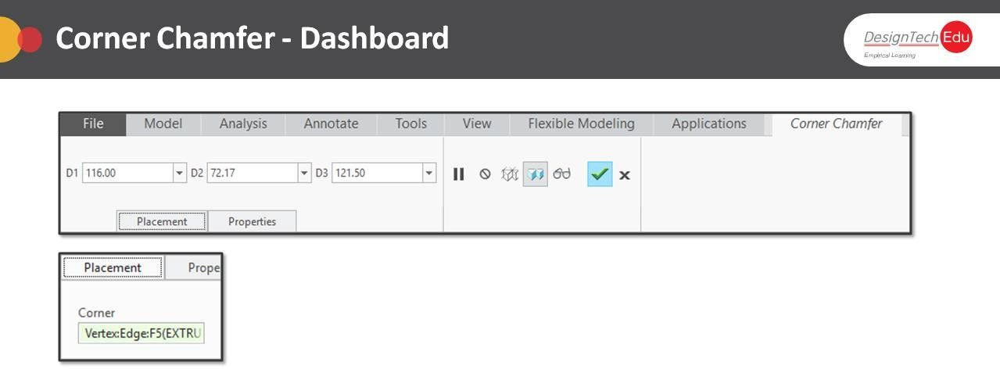 Corner Chamfer - Dashboard
DesignTech Edu
Empirical Learning
File Model Analysis Annotate Tools View Flexible Modeling Applications Corner Chamfer
D1 116.00 D2 72.17 D3 121.50
Placement Properties
Placement Prope
Corner
Vertex:Edge:F5(EXTRU